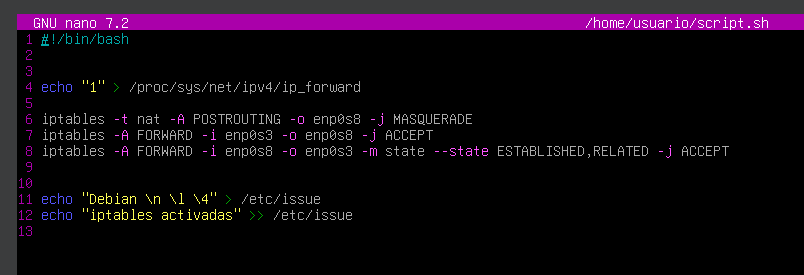 GNU nano 7.2 /home/usuario/script.sh
1 #!/bin/bash
2
3
4 echo "1" > /proc/sys/net/ipv4/ip_forward
5
6 iptables -t nat -A POSTROUTING -o enp0s8 -j MASQUERADE
7 iptables -A FORWARD -i enp0s3 -o enp0s8 -j ACCEPT
8 iptables -A FORWARD -i enp0s8 -o enp0s3 -m state --state ESTABLISHED,RELATED -j ACCEPT
9
10
11 echo "Debian \n \l \4" > /etc/issue
12 echo "iptables activadas" >> /etc/issue
13